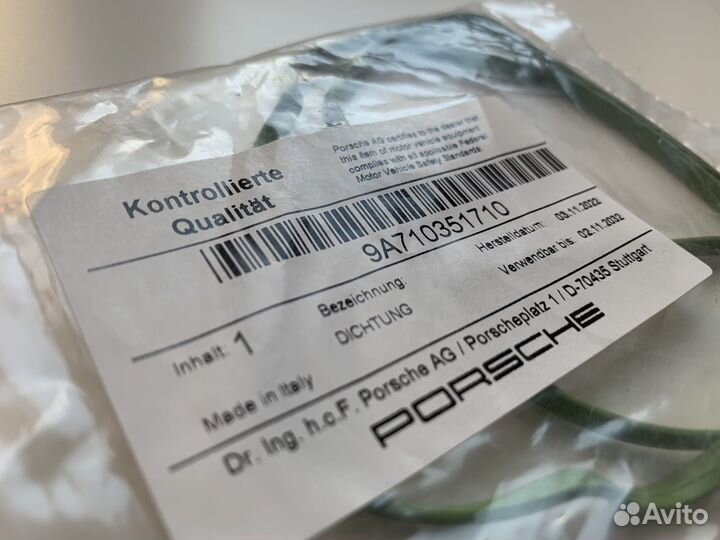 Kontrollierte
Qualität
Porsche AG certifies to the dealer that
this item of motor vehicle equipment
complies with all applicable Federal
Motor Vehicle Safety Standards.
9A710351710
Inhalt: 1
Bezeichnung:
DICHTUNG
Herstelldatum: 03.11.2022
Verwendbar bis: 02.11.2032
Made in Italy
Dr. Ing. h.c.F. Porsche AG / Porscheplatz 1 / D-70435 Stuttgart
PORSCHE
Avito